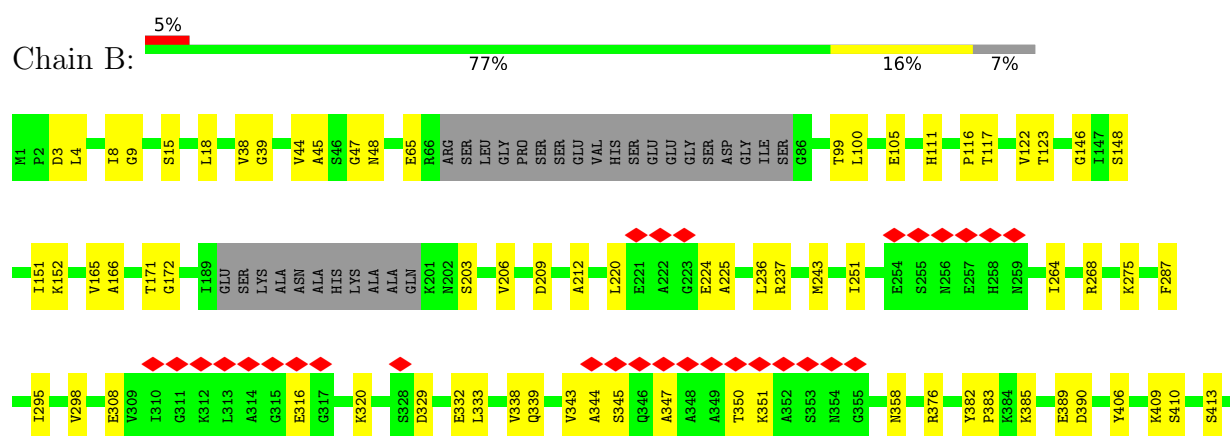 5%
Chain B:
77% 16% 7%
M1 P2 D3 L4 I8 G9 S15 L18 V38 G39 V44 A45 S46 G47 N48 E65 R66 ARG SER LEU GLY PRO SER SER GLU VAL HIS SER GLU GLU GLY SER ASP GLY ILE SER G86 T99 L100 E105 H111 P116 T117 V122 T123 G146 I147 S148
I151 K152 V165 A166 T171 G172 I189 GLU SER LYS ALA ASN ALA HIS LYS ALA ALA GLN K201 N202 S203 V206 D209 A212 L220 E221 A222 G223 E224 A225 L236 R237 M243 I251 E254 S255 N256 E257 H258 N259 I264 R268 K275 F287
I295 V298 E308 V309 I310 G311 K312 L313 A314 G315 E316 G317 K320 S328 D329 E332 L333 V338 Q339 V343 A344 S345 Q346 A347 A348 A349 T350 K351 A352 S353 N354 G355 N358 R376 Y382 P383 K384 K385 E389 D390 Y406 K409 S410 S413